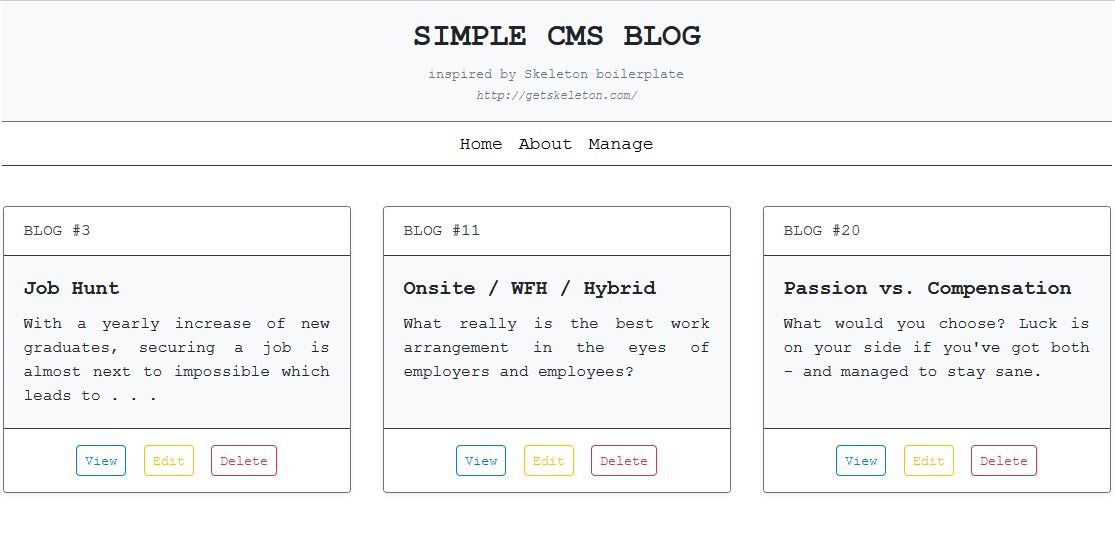 SIMPLE CMS BLOG
inspired by Skeleton boilerplate
http://getskeleton.com/
Home About Manage
BLOG #3
Job Hunt
With a yearly increase of new
graduates, securing a job is
almost next to impossible which
leads to . . .
View Edit Delete
BLOG #11
Onsite / WFH / Hybrid
What really is the best work
arrangement in the eyes of
employers and employees?
View Edit Delete
BLOG #20
Passion vs. Compensation
What would you choose? Luck is
on your side if you've got both
- and managed to stay sane.
View Edit Delete